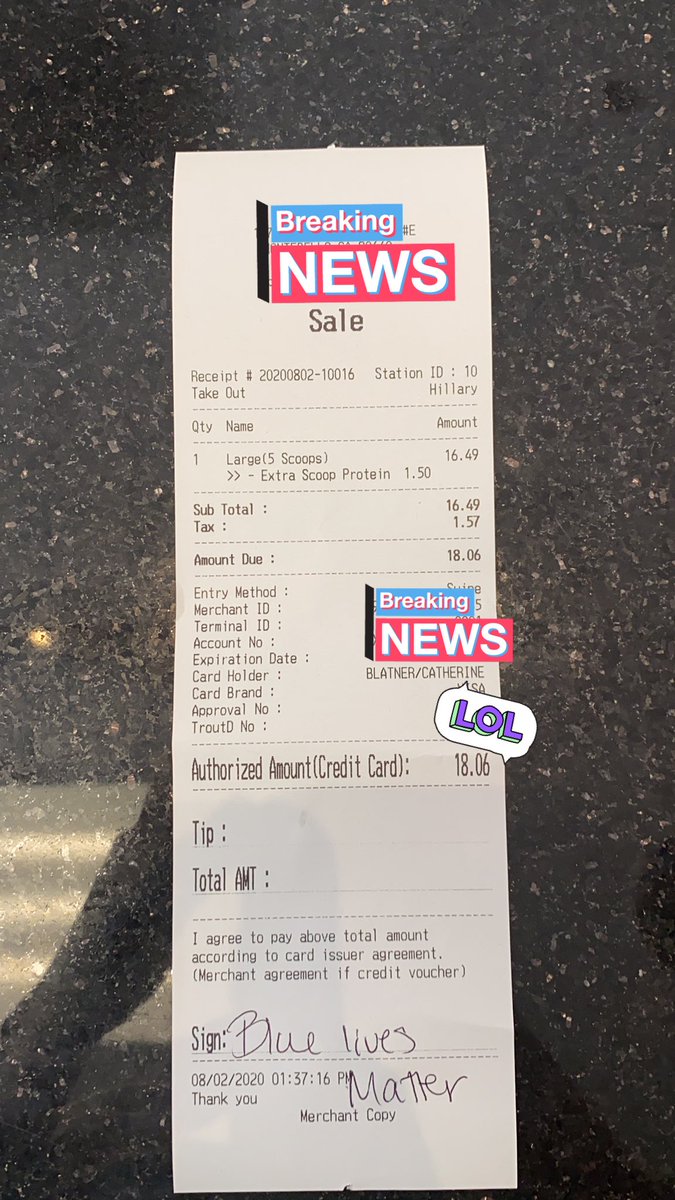 Breaking
#E
NEWS
Sale
Receipt # 20200802-10016 Station ID : 10
Take Out Hillary
Qty Name Amount
1 Large(5 Scoops) 16.49
>> - Extra Scoop Protein 1.50
Sub Total : 16.49
Tax : 1.57
Amount Due : 18.06
Entry Method :
Merchant ID : Breaking 5
Terminal ID :
Account No : NEWS
Expiration Date :
Card Holder : BLATNER/CATHERINE
Card Brand :
Approval No : LOL
TroutD No :
Authorized Amount(Credit Card): 18.06
Tip :
Total AMT :
I agree to pay above total amount
according to card issuer agreement.
(Merchant agreement if credit voucher)
Sign: Blue lives
08/02/2020 01:37:16 PM Matter
Thank you
Merchant Copy